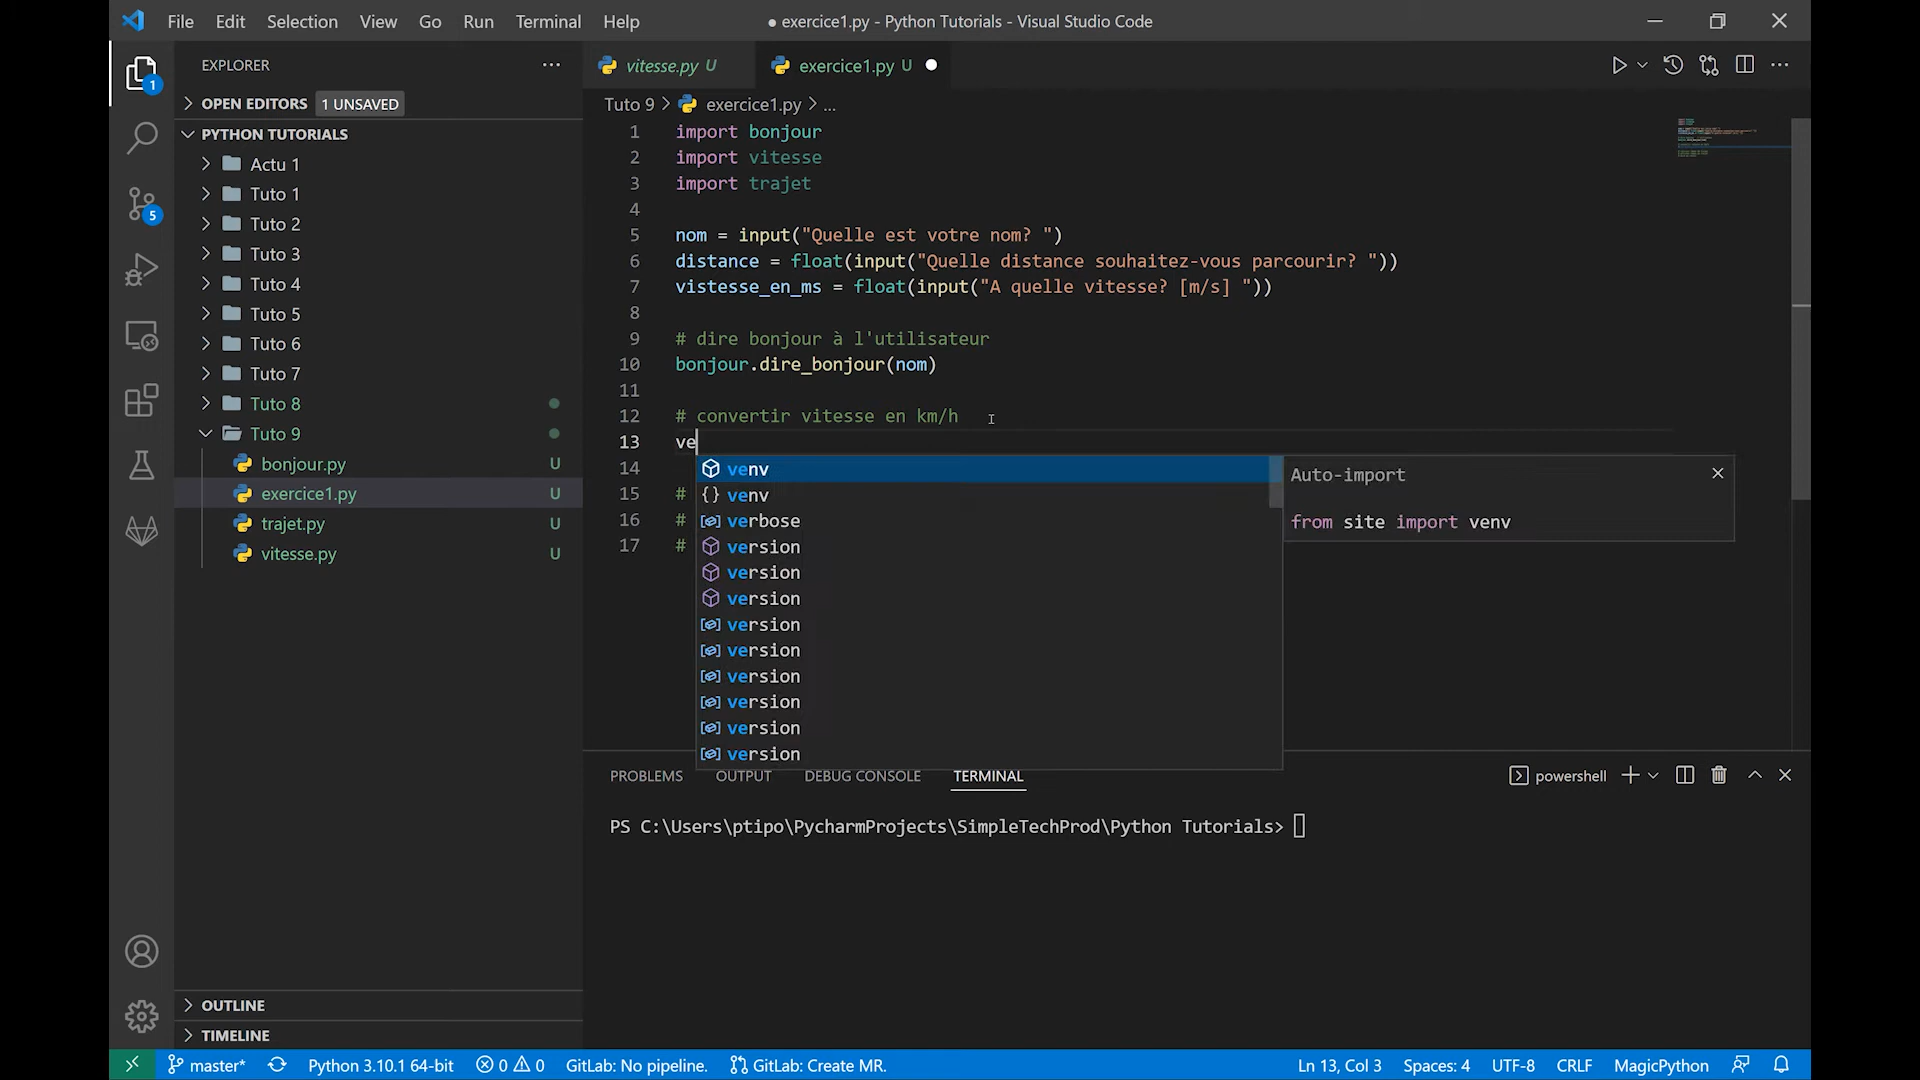 File Edit Selection View Go Run Terminal Help
● exercice1.py - Python Tutorials - Visual Studio Code
EXPLORER
OPEN EDITORS 1 UNSAVED
PYTHON TUTORIALS
Actu 1
Tuto 1
Tuto 2
Tuto 3
Tuto 4
Tuto 5
Tuto 6
Tuto 7
Tuto 8
Tuto 9
bonjour.py U
exercice1.py U
trajet.py U
vitesse.py U
OUTLINE
TIMELINE
1
5
vitesse.py U
exercice1.py U
Tuto 9 > exercice1.py > ...
1 import bonjour
2 import vitesse
3 import trajet
4
5 nom = input("Quelle est votre nom? ")
6 distance = float(input("Quelle distance souhaitez-vous parcourir? "))
7 vistesse_en_ms = float(input("A quelle vitesse? [m/s] "))
8
9 # dire bonjour à l'utilisateur
10 bonjour.dire_bonjour(nom)
11
12 # convertir vitesse en km/h
13 ve
14
15 #
16 #
17 #
venv
{} venv
verbose
version
version
version
version
version
version
version
version
version
Auto-import
from site import venv
PROBLEMS OUTPUT DEBUG CONSOLE TERMINAL
powershell
PS C:\Users\ptipo\PycharmProjects\SimpleTechProd\Python Tutorials>
master* Python 3.10.1 64-bit 0 0 GitLab: No pipeline. GitLab: Create MR.
Ln 13, Col 3 Spaces: 4 UTF-8 CRLF MagicPython